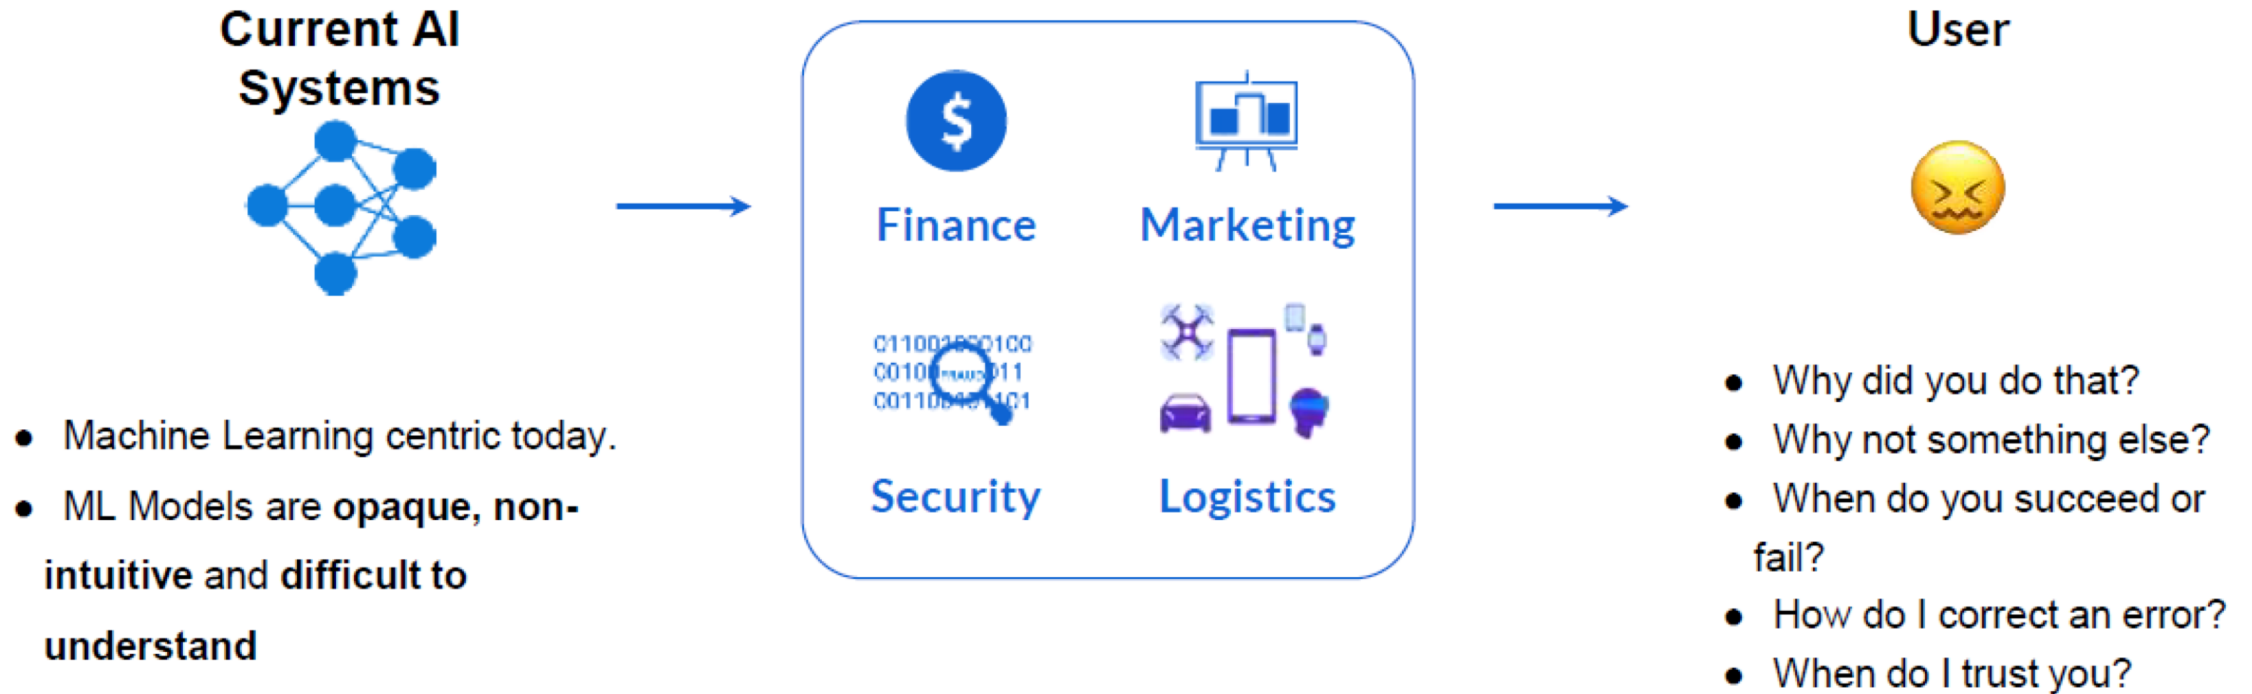 Current AI
Systems
● Machine Learning centric today.
● ML Models are opaque, non-
intuitive and difficult to
understand
$
Finance
Marketing
FRAUD
Security
Logistics
User
● Why did you do that?
● Why not something else?
● When do you succeed or
fail?
● How do I correct an error?
● When do I trust you?